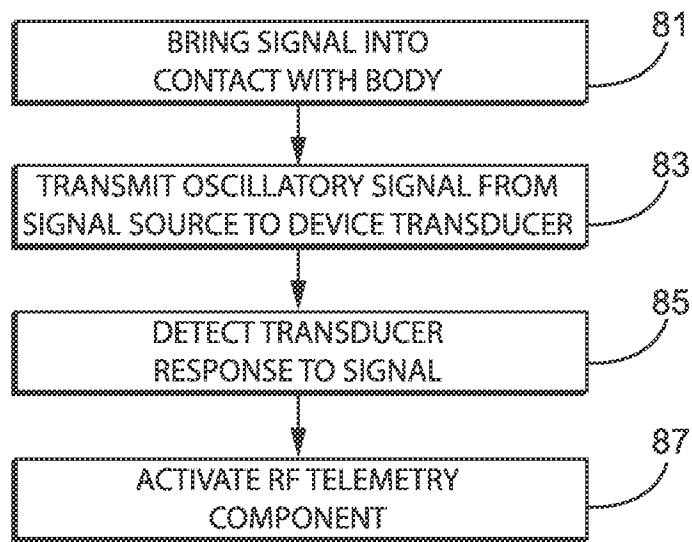 BRING SIGNAL INTO
CONTACT WITH BODY
81
TRANSMIT OSCILLATORY SIGNAL FROM
SIGNAL SOURCE TO DEVICE TRANSDUCER
83
DETECT TRANSDUCER
RESPONSE TO SIGNAL
85
ACTIVATE RF TELEMETRY
COMPONENT
87